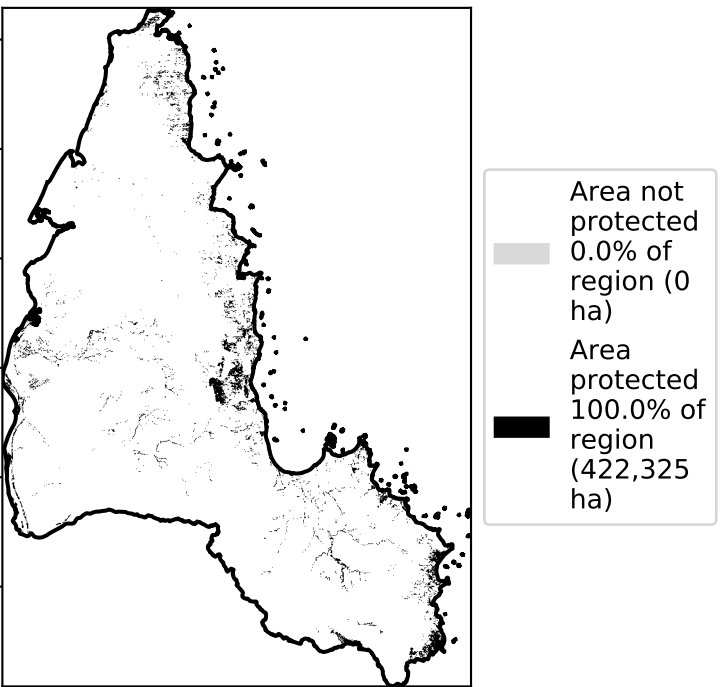 Area not
protected
0.0% of
region (0
ha)
Area
protected
100.0% of
region
(422,325
ha)